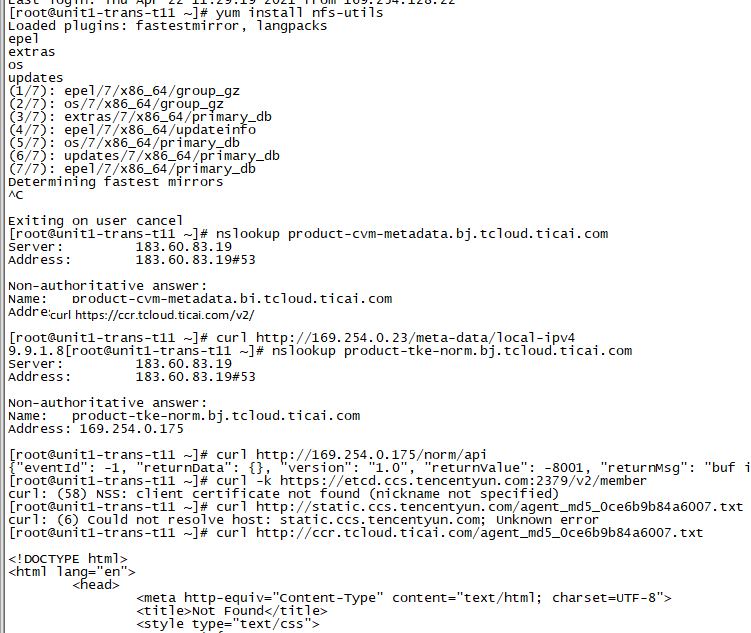 Last login: Thu Apr 22 11:29:19 2021 from 169.254.128.22
[root@unit1-trans-t11 ~]# yum install nfs-utils
Loaded plugins: fastestmirror, langpacks
epel
extras
os
updates
(1/7): epel/7/x86_64/group_gz
(2/7): os/7/x86_64/group_gz
(3/7): extras/7/x86_64/primary_db
(4/7): epel/7/x86_64/updateinfo
(5/7): os/7/x86_64/primary_db
(6/7): updates/7/x86_64/primary_db
(7/7): epel/7/x86_64/primary_db
Determining fastest mirrors
^C
Exiting on user cancel
[root@unit1-trans-t11 ~]# nslookup product-cvm-metadata.bj.tcloud.ticai.com
Server: 183.60.83.19
Address: 183.60.83.19#53
Non-authoritative answer:
Name: product-cvm-metadata.bj.tcloud.ticai.com
Addre curl https://ccr.tcloud.ticai.com/v2/
[root@unit1-trans-t11 ~]# curl http://169.254.0.23/meta-data/local-ipv4
9.9.1.8[root@unit1-trans-t11 ~]# nslookup product-tke-norm.bj.tcloud.ticai.com
Server: 183.60.83.19
Address: 183.60.83.19#53
Non-authoritative answer:
Name: product-tke-norm.bj.tcloud.ticai.com
Address: 169.254.0.175
[root@unit1-trans-t11 ~]# curl http://169.254.0.175/norm/api
{"eventId": -1, "returnData": {}, "version": "1.0", "returnValue": -8001, "returnMsg": "buf i
[root@unit1-trans-t11 ~]# curl -k https://etcd.ccs.tencentyun.com:2379/v2/member
curl: (58) NSS: client certificate not found (nickname not specified)
[root@unit1-trans-t11 ~]# curl http://static.ccs.tencentyun.com/agent_md5_0ce6b9b84a6007.txt
curl: (6) Could not resolve host: static.ccs.tencentyun.com; Unknown error
[root@unit1-trans-t11 ~]# curl http://ccr.tcloud.ticai.com/agent_md5_0ce6b9b84a6007.txt
<!DOCTYPE html>
<html lang="en">
<head>
<meta http-equiv="Content-Type" content="text/html; charset=UTF-8">
<title>Not Found</title>
<style type="text/css">